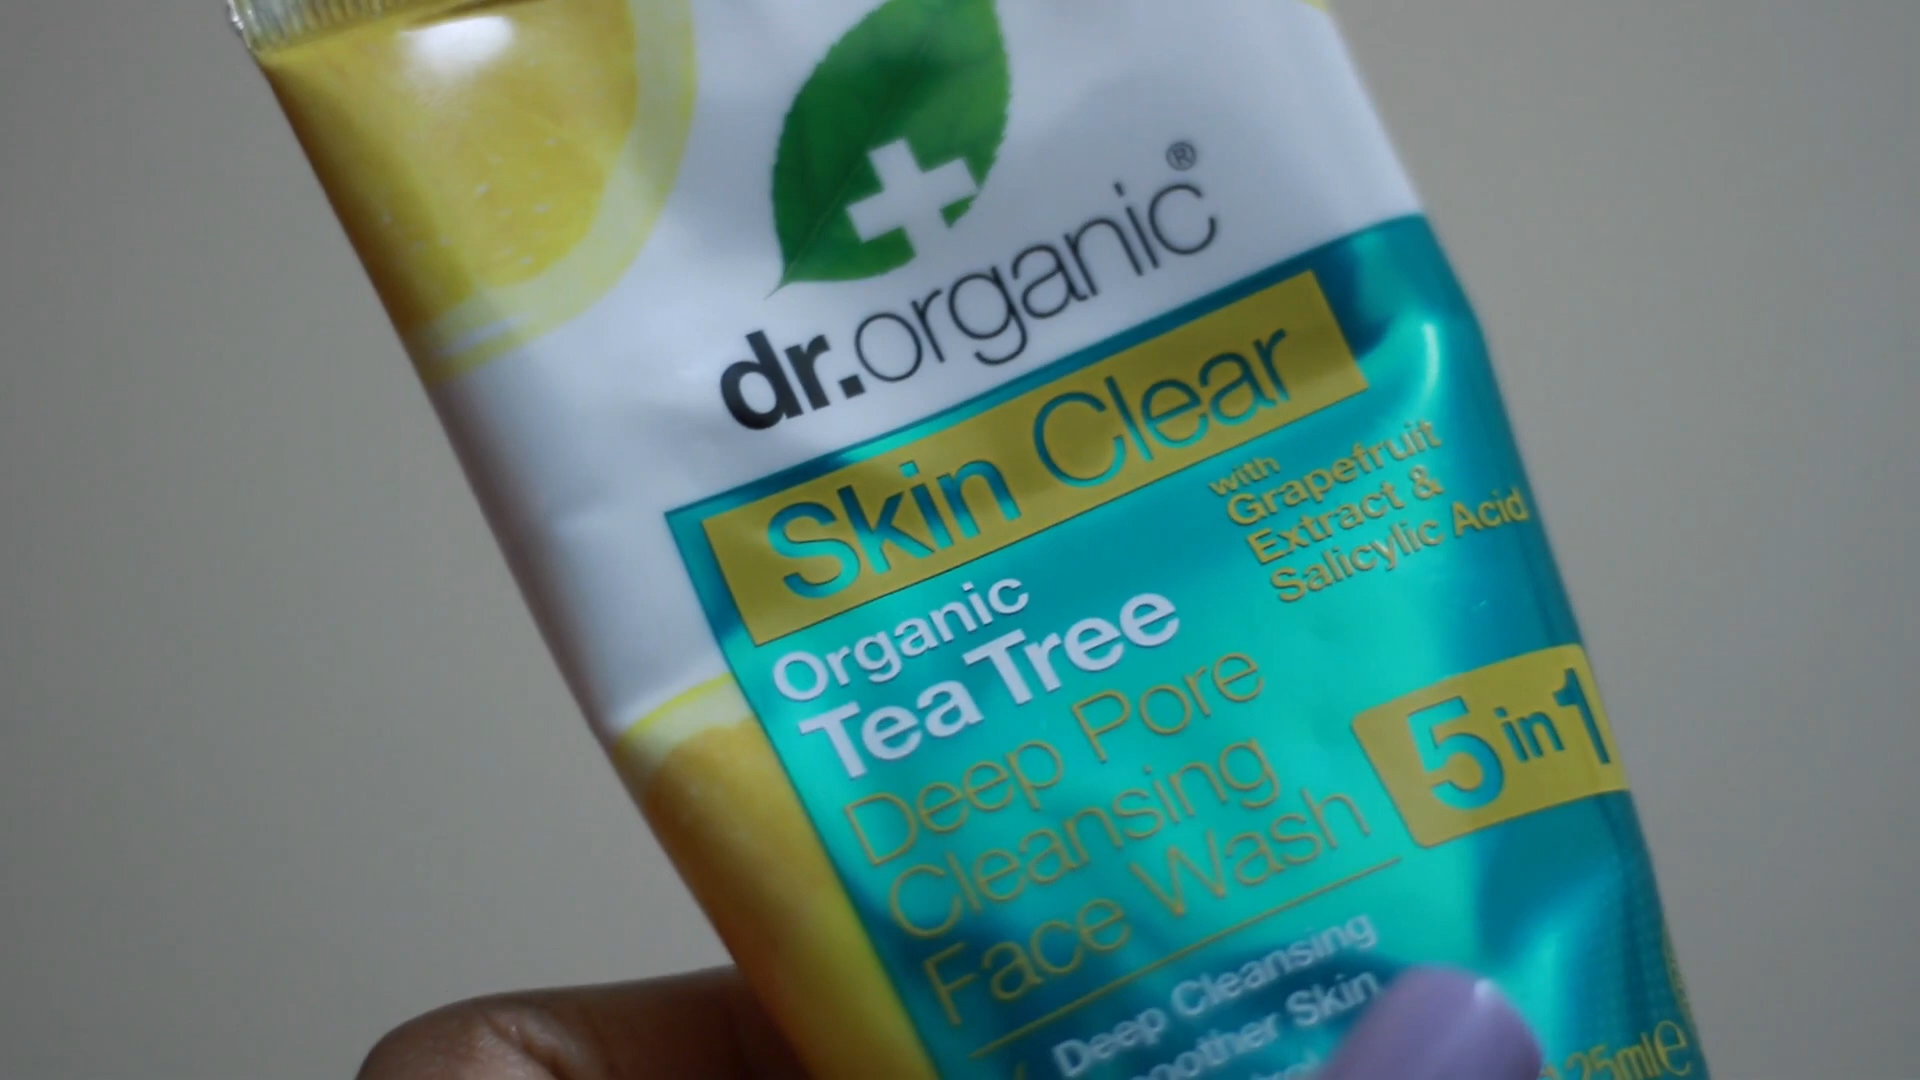 dr.organic®
Skin Clear
with
Grapefruit
Extract &
Salicylic Acid
Organic
Tea Tree
Deep Pore
Cleansing
Face Wash
5 in 1
Deep Cleansing
Skin